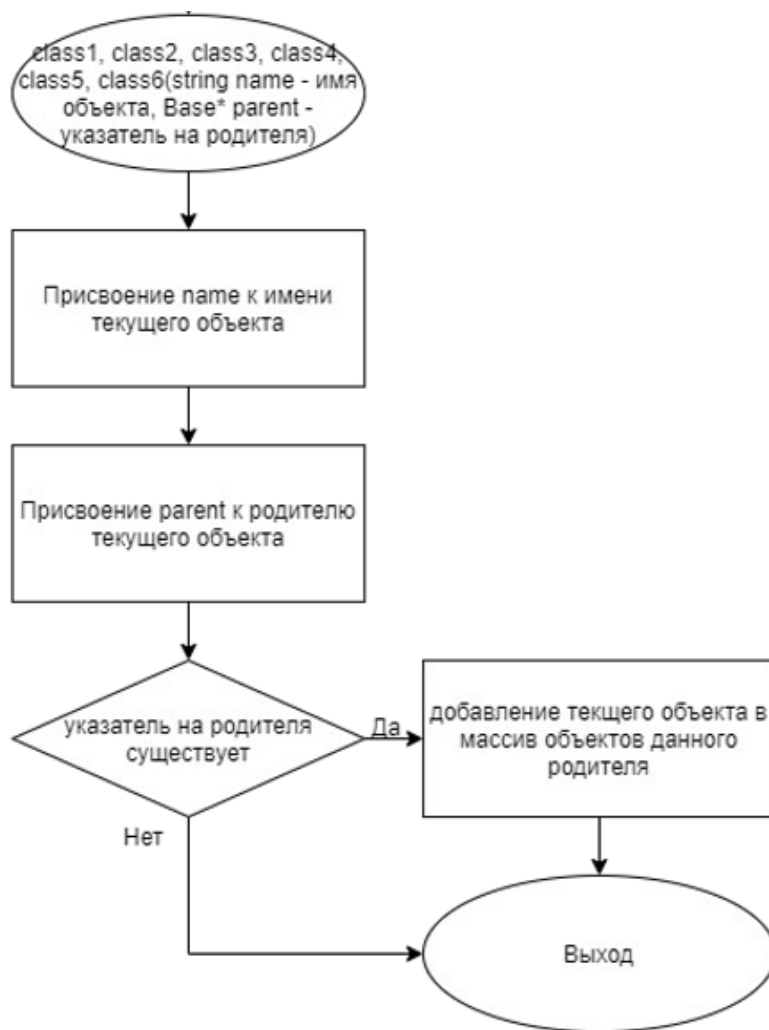 class1, class2, class3, class4,
class5, class6(string name - имя
объекта, Base* parent -
указатель на родителя)
Присвоение name к имени
текущего объекта
Присвоение parent к родителю
текущего объекта
указатель на родителя
существует
Да
добавление текщего объекта в
массив объектов данного
родителя
Нет
Выход